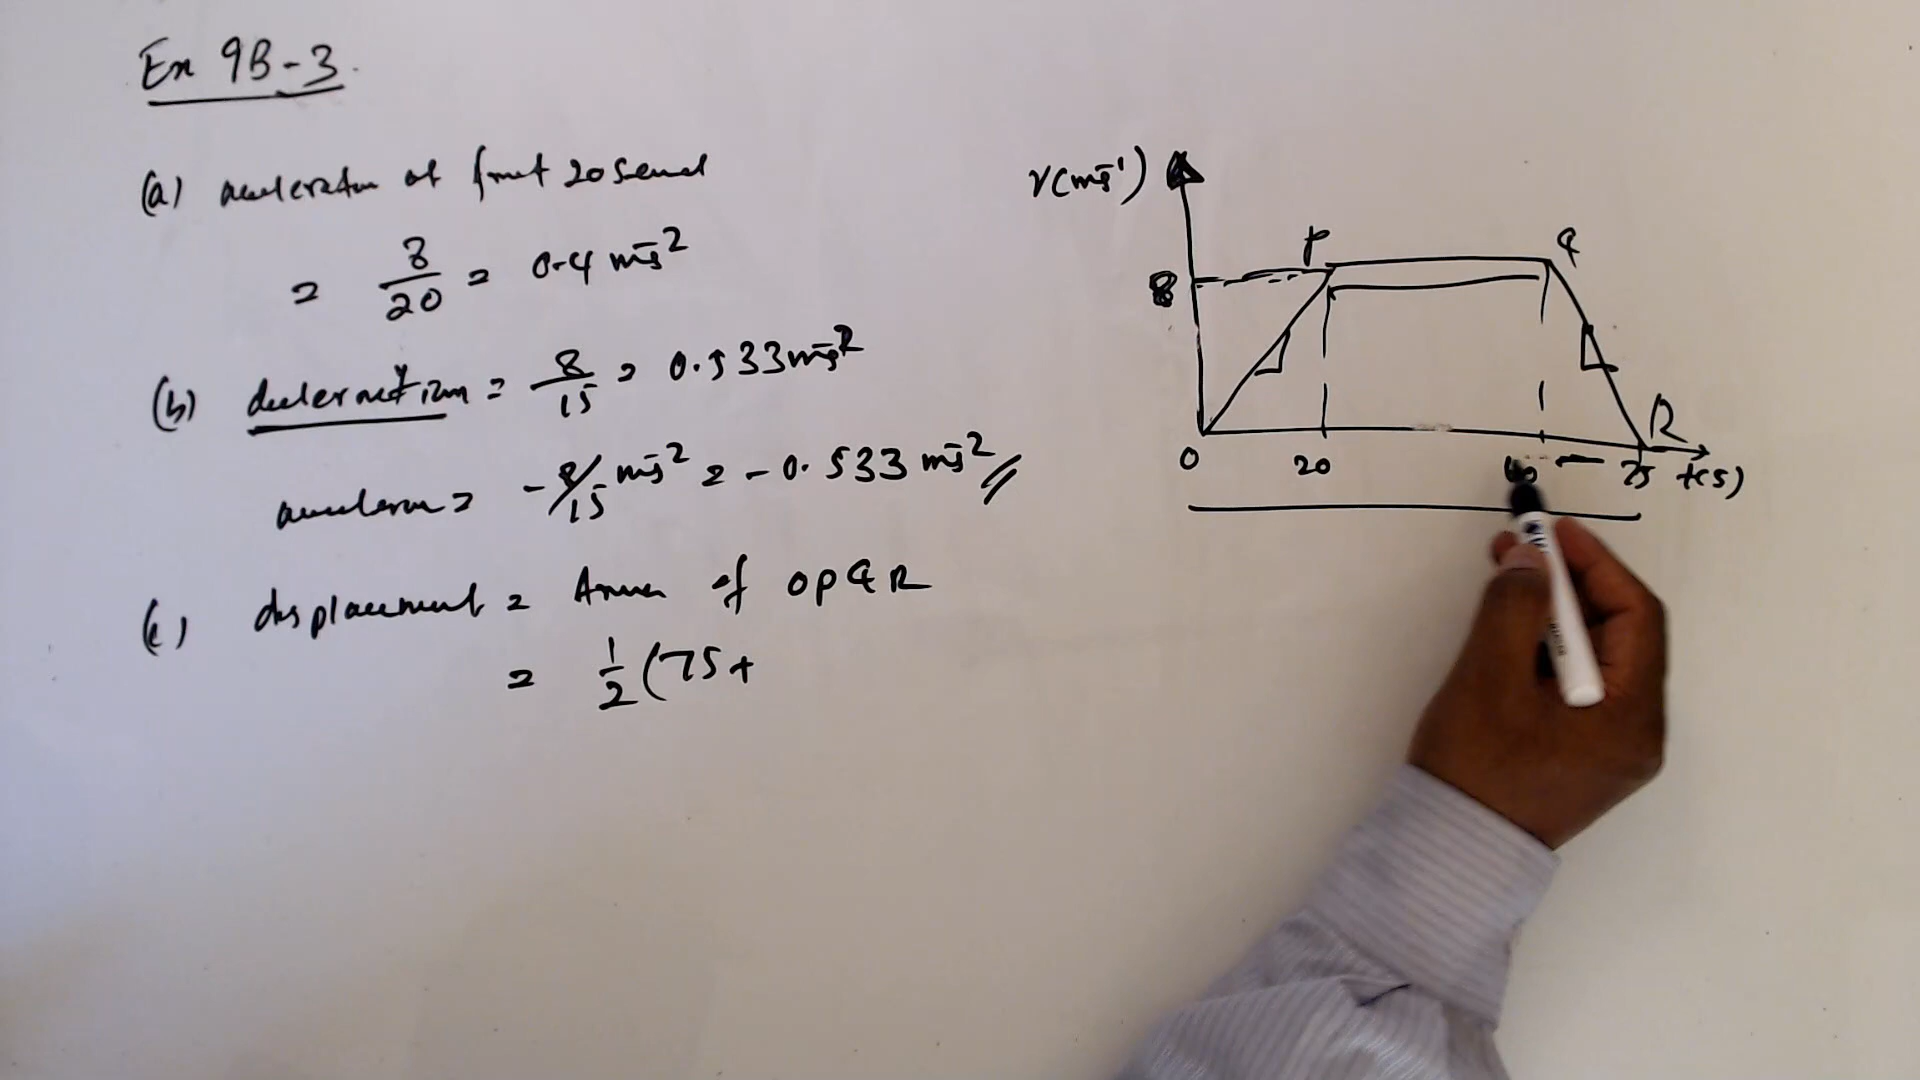 Ex 9B-3.
(a) acceleration of first 20 second
= 8/20 = 0.4 ms⁻²
(b) deceleration = 8/15 = 0.533 ms⁻²
= -8/15 ms⁻² = -0.533 ms⁻²
(c) displacement = Area of OPQR
= 1/2 (75+
V(ms⁻¹)
P
Q
8
R
0
20
75
t(s)